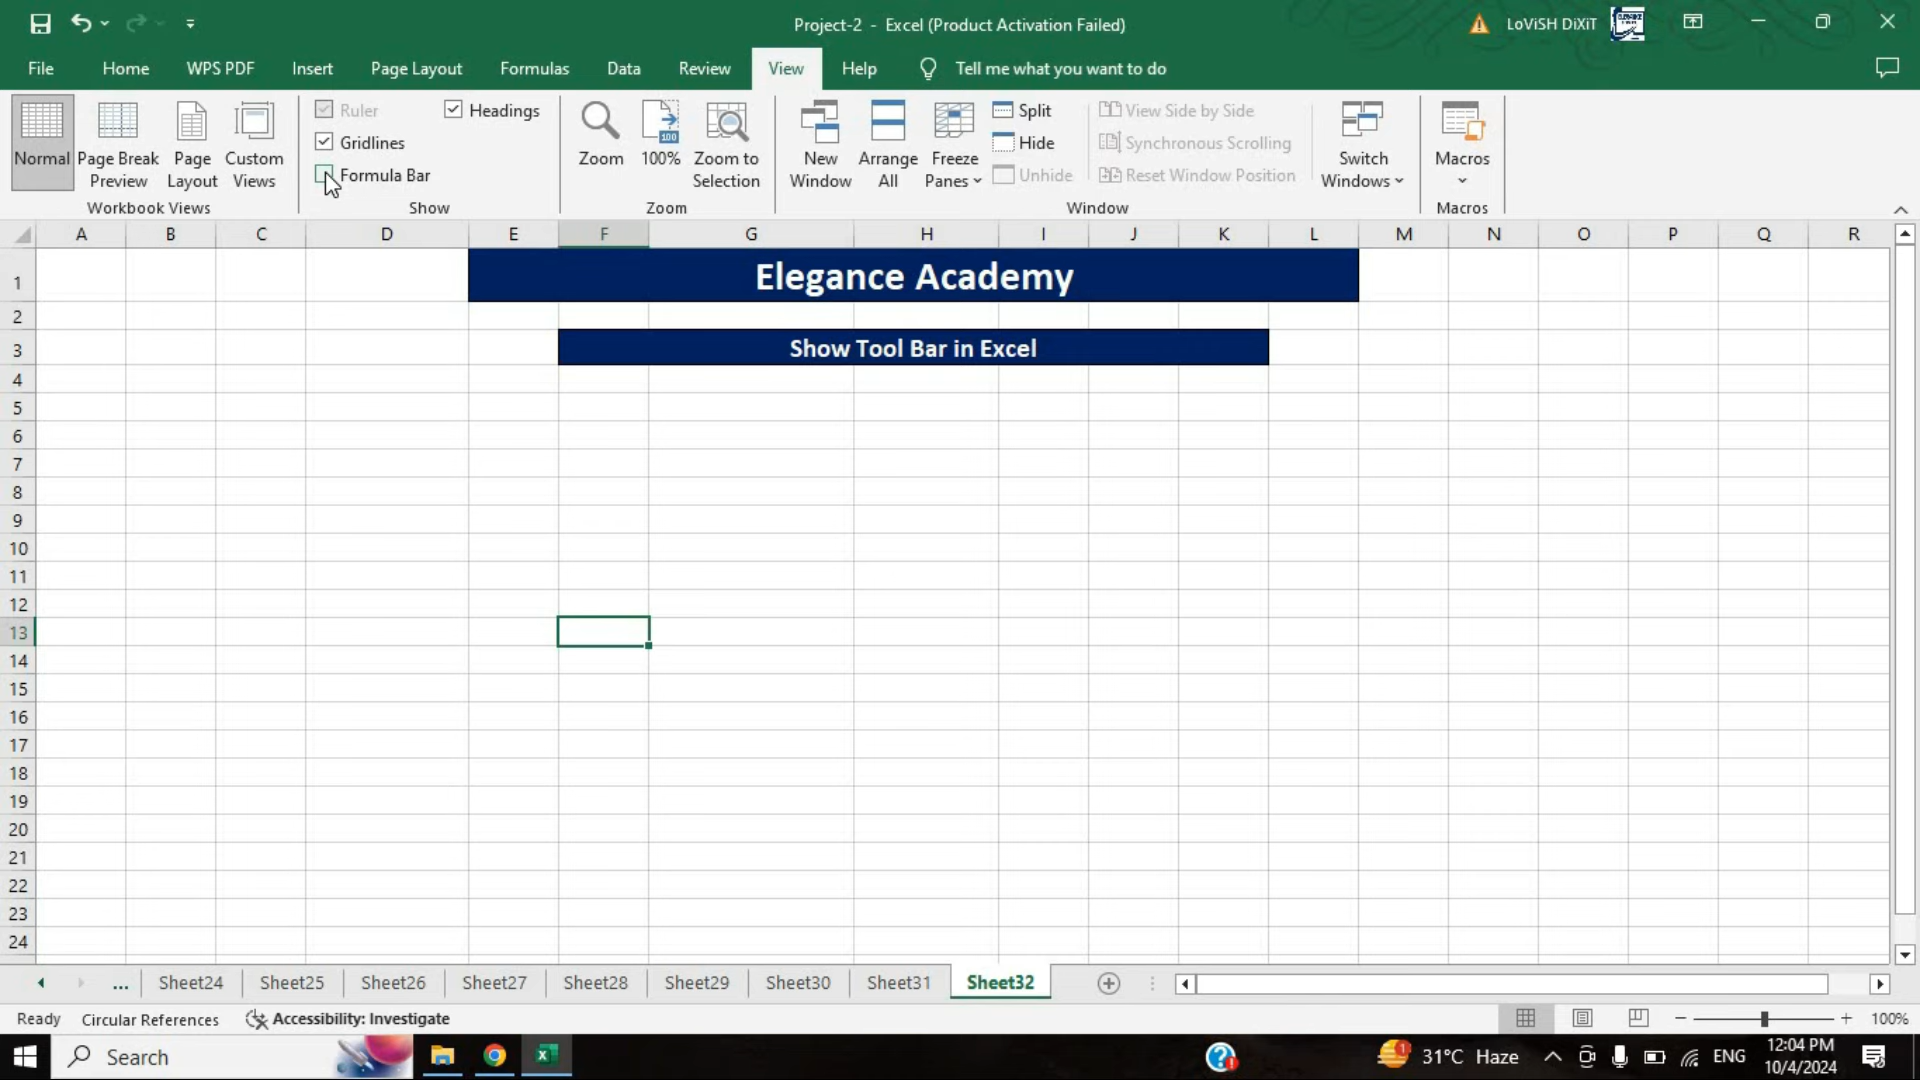 Project-2 - Excel (Product Activation Failed)
LoViSH DiXiT
File Home WPS PDF Insert Page Layout Formulas Data Review View Help Tell me what you want to do
Normal
Page Break Preview
Page Layout
Custom Views
Workbook Views
Ruler
Headings
Gridlines
Formula Bar
Show
Zoom
100
100%
Zoom to Selection
Zoom
New Window
Arrange All
Freeze Panes
Split
Hide
Unhide
View Side by Side
Synchronous Scrolling
Reset Window Position
Window
Switch Windows
Macros
Macros
A B C D E F G H I J K L M N O P Q R
1
Elegance Academy
2
3
Show Tool Bar in Excel
4
5
6
7
8
9
10
11
12
13
14
15
16
17
18
19
20
21
22
23
24
... Sheet24 Sheet25 Sheet26 Sheet27 Sheet28 Sheet29 Sheet30 Sheet31 Sheet32
Ready Circular References Accessibility: Investigate 100%
Search
31°C Haze
ENG
12:04 PM
10/4/2024